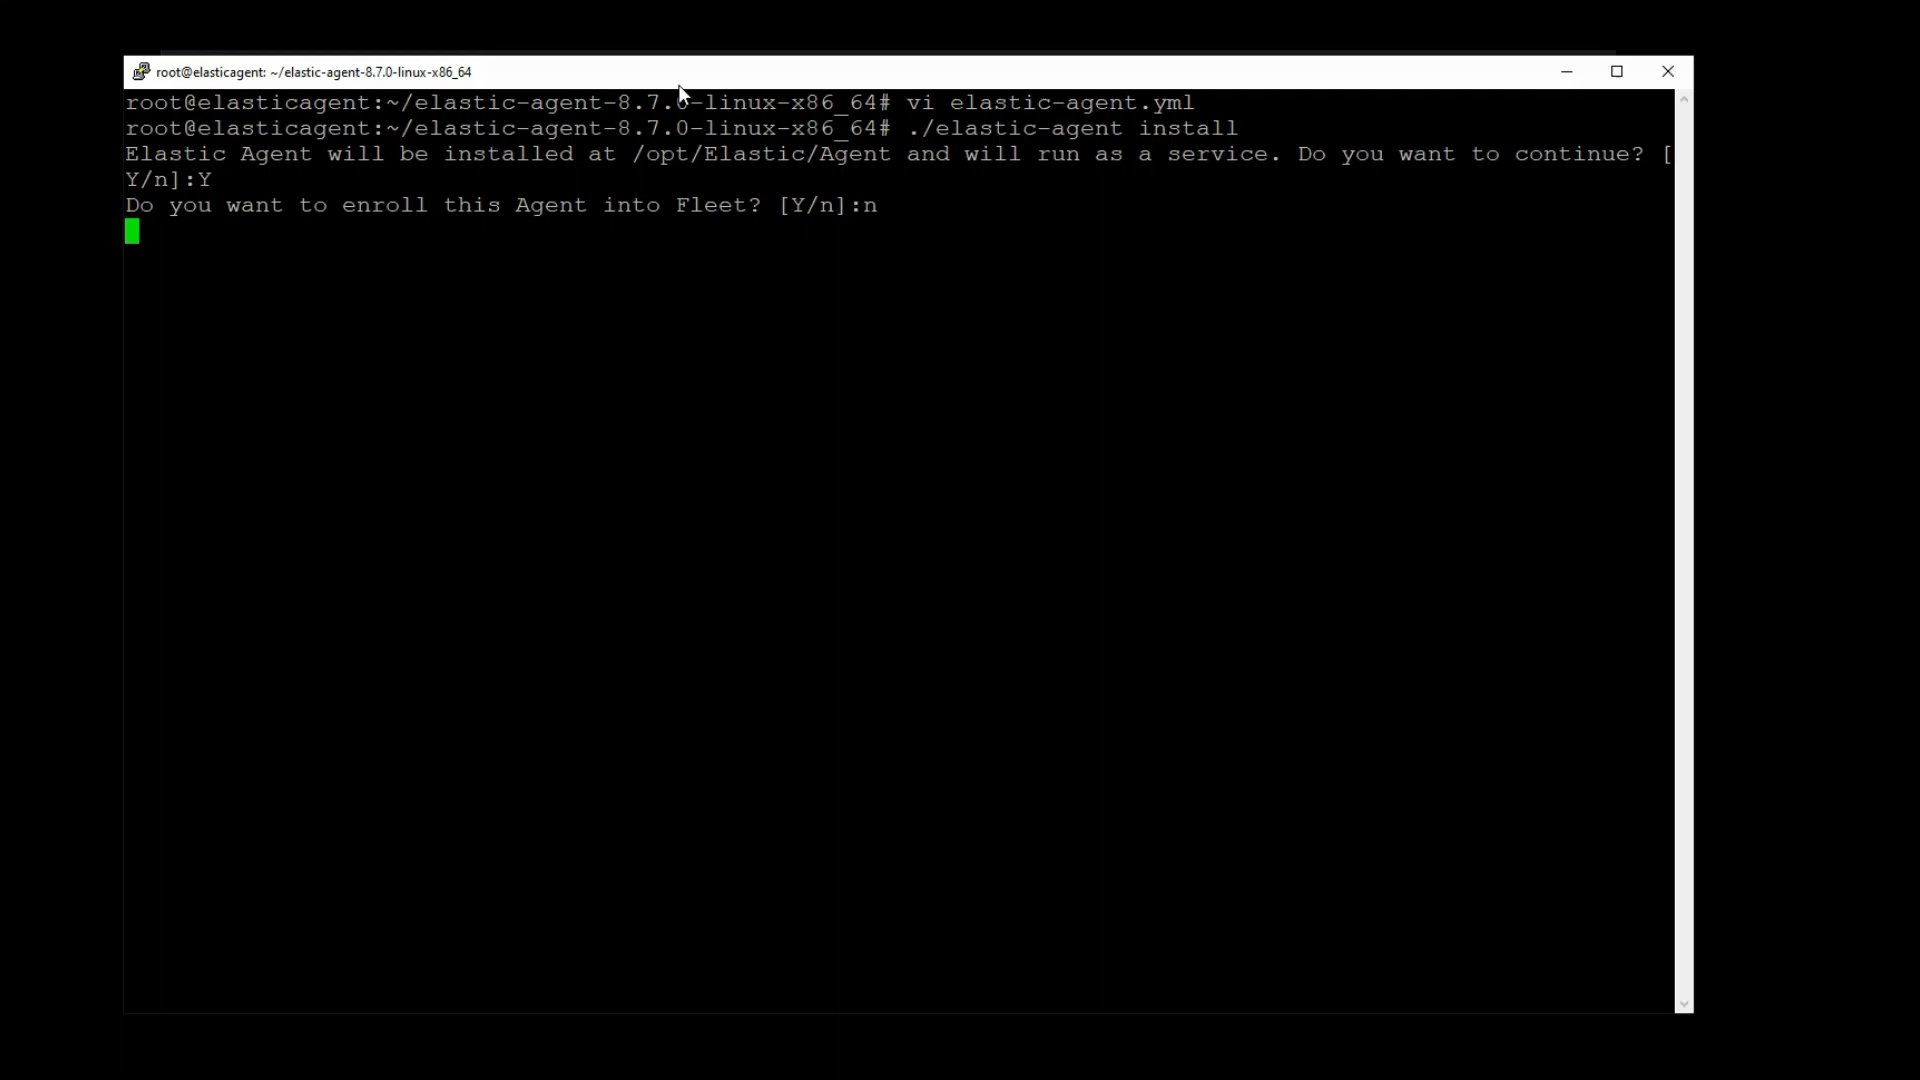 root@elasticagent: ~/elastic-agent-8.7.0-linux-x86_64
root@elasticagent:~/elastic-agent-8.7.0-linux-x86_64# vi elastic-agent.yml
root@elasticagent:~/elastic-agent-8.7.0-linux-x86_64# ./elastic-agent install
Elastic Agent will be installed at /opt/Elastic/Agent and will run as a service. Do you want to continue? [
Y/n]:Y
Do you want to enroll this Agent into Fleet? [Y/n]:n